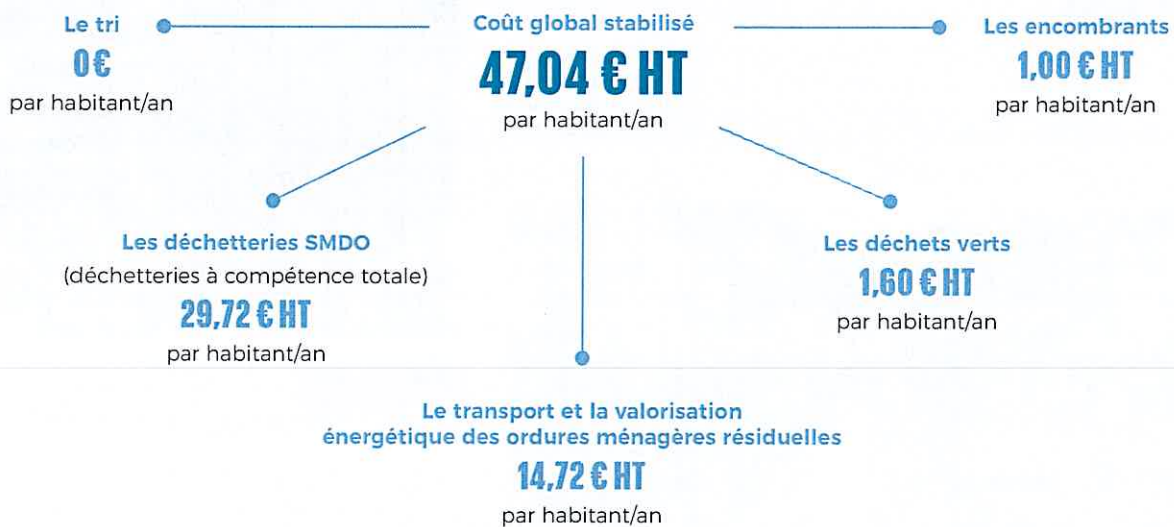 Le tri
0€
par habitant/an
Coût global stabilisé
47,04 € HT
par habitant/an
Les encombrants
1,00 € HT
par habitant/an
Les déchetteries SMDO
(déchetteries à compétence totale)
29,72 € HT
par habitant/an
Les déchets verts
1,60 € HT
par habitant/an
Le transport et la valorisation
énergétique des ordures ménagères résiduelles
14,72 € HT
par habitant/an